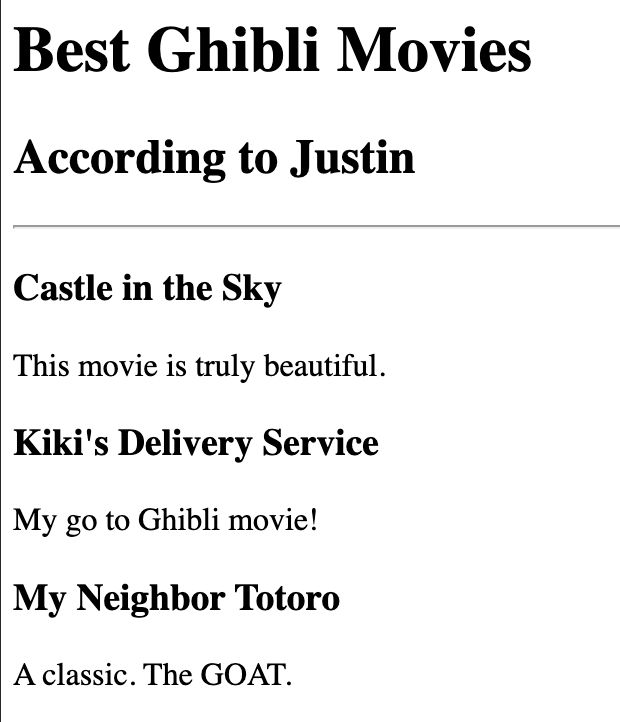 Best Ghibli Movies
According to Justin
Castle in the Sky
This movie is truly beautiful.
Kiki's Delivery Service
My go to Ghibli movie!
My Neighbor Totoro
A classic. The GOAT.